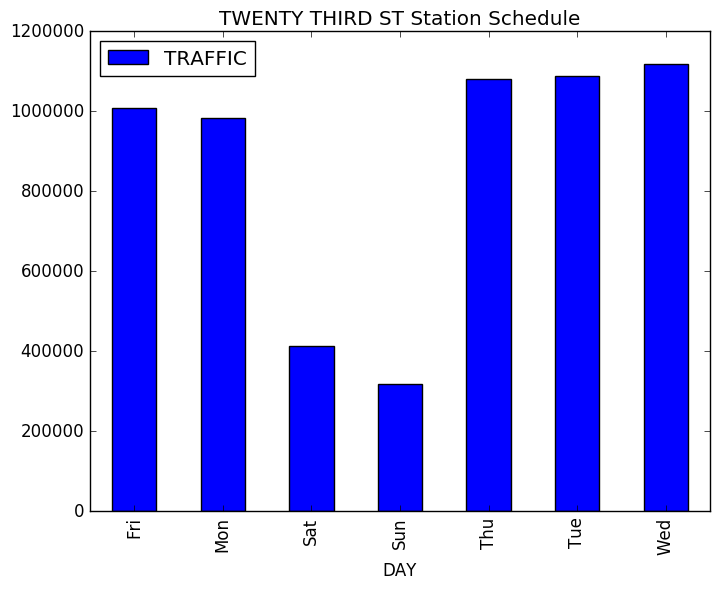 TWENTY THIRD ST Station Schedule
TRAFFIC
1200000
1000000
800000
600000
400000
200000
0
Fri
Mon
Sat
Sun
Thu
Tue
Wed
DAY